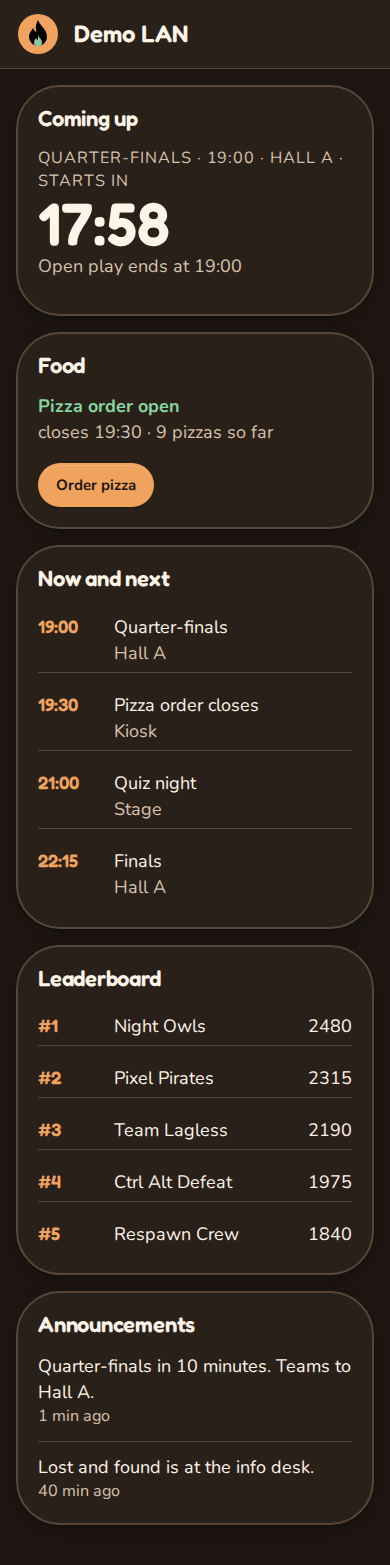 Demo LAN
Coming up
QUARTER-FINALS · 19:00 · HALL A ·
STARTS IN
17:58
Open play ends at 19:00
Food
Pizza order open
closes 19:30 · 9 pizzas so far
Order pizza
Now and next
19:00 Quarter-finals
Hall A
19:30 Pizza order closes
Kiosk
21:00 Quiz night
Stage
22:15 Finals
Hall A
Leaderboard
#1 Night Owls 2480
#2 Pixel Pirates 2315
#3 Team Lagless 2190
#4 Ctrl Alt Defeat 1975
#5 Respawn Crew 1840
Announcements
Quarter-finals in 10 minutes. Teams to
Hall A.
1 min ago
Lost and found is at the info desk.
40 min ago